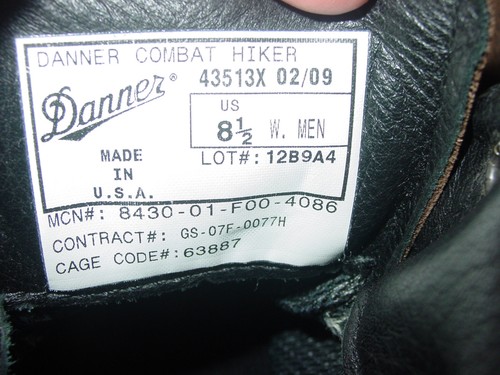 DANNER COMBAT HIKER
Danner®
43513X 02/09
US
8½ W. MEN
MADE
IN
U.S.A.
LOT#: 12B9A4
MCN#: 8430-01-F00-4086
CONTRACT#: GS-07F-0077H
CAGE CODE#: 63887